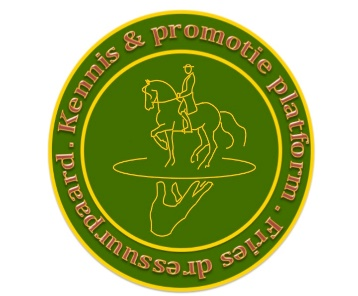 Kennis & promotie platform . Fries dressuurpaard .